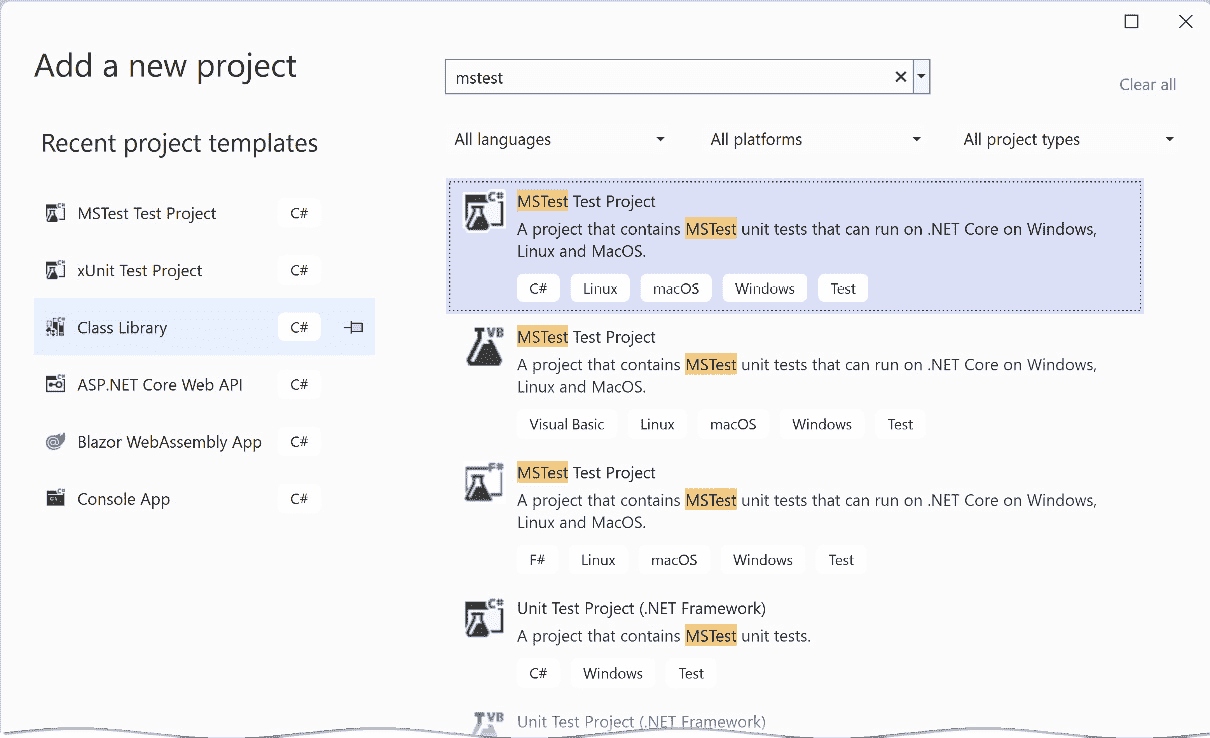 Add a new project
mstest
Clear all
Recent project templates
All languages
All platforms
All project types
MSTest Test Project
C#
xUnit Test Project
C#
Class Library
C#
ASP.NET Core Web API
C#
Blazor WebAssembly App
C#
Console App
C#
MSTest Test Project
A project that contains MSTest unit tests that can run on .NET Core on Windows,
Linux and MacOS.
C#
Linux
macOS
Windows
Test
MSTest Test Project
A project that contains MSTest unit tests that can run on .NET Core on Windows,
Linux and MacOS.
Visual Basic
Linux
macOS
Windows
Test
MSTest Test Project
A project that contains MSTest unit tests that can run on .NET Core on Windows,
Linux and MacOS.
F#
Linux
macOS
Windows
Test
Unit Test Project (.NET Framework)
A project that contains MSTest unit tests.
C#
Windows
Test
Unit Test Project (.NET Framework)